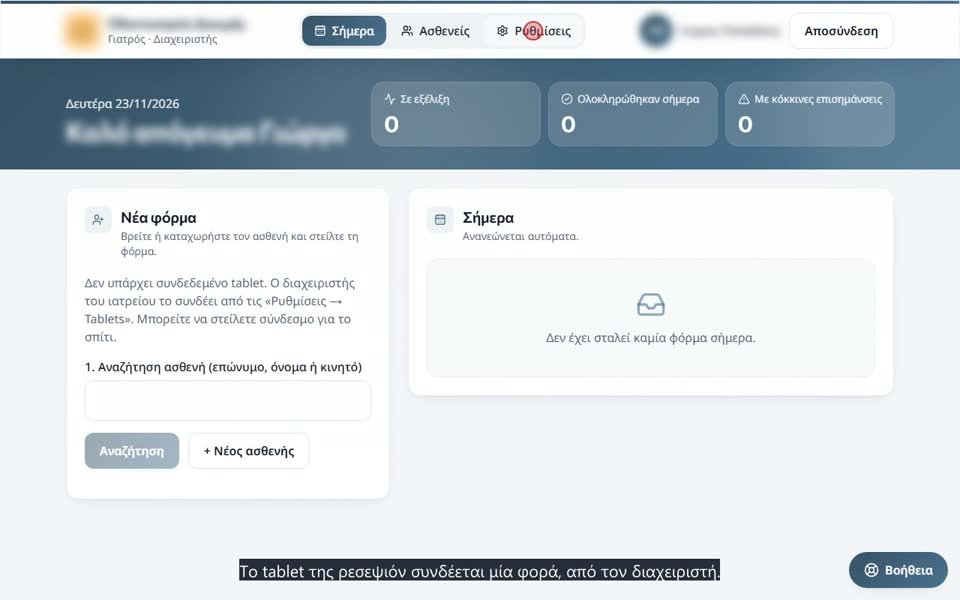 Γιατρός · Διαχειριστής
Σήμερα
Ασθενείς
Ρυθμίσεις
Αποσύνδεση
Δευτέρα 23/11/2026
Σε εξέλιξη
0
Ολοκληρώθηκαν σήμερα
0
Με κόκκινες επισημάνσεις
0
Νέα φόρμα
Βρείτε ή καταχωρήστε τον ασθενή και στείλτε τη
φόρμα.
Δεν υπάρχει συνδεδεμένο tablet. Ο διαχειριστής
του ιατρείου το συνδέει από τις «Ρυθμίσεις →
Tablets». Μπορείτε να στείλετε σύνδεσμο για το
σπίτι.
1. Αναζήτηση ασθενή (επώνυμο, όνομα ή κινητό)
Αναζήτηση
+ Νέος ασθενής
Σήμερα
Ανανεώνεται αυτόματα.
Δεν έχει σταλεί καμία φόρμα σήμερα.
Το tablet της ρεσεψιόν συνδέεται μία φορά, από τον διαχειριστή.
Βοήθεια